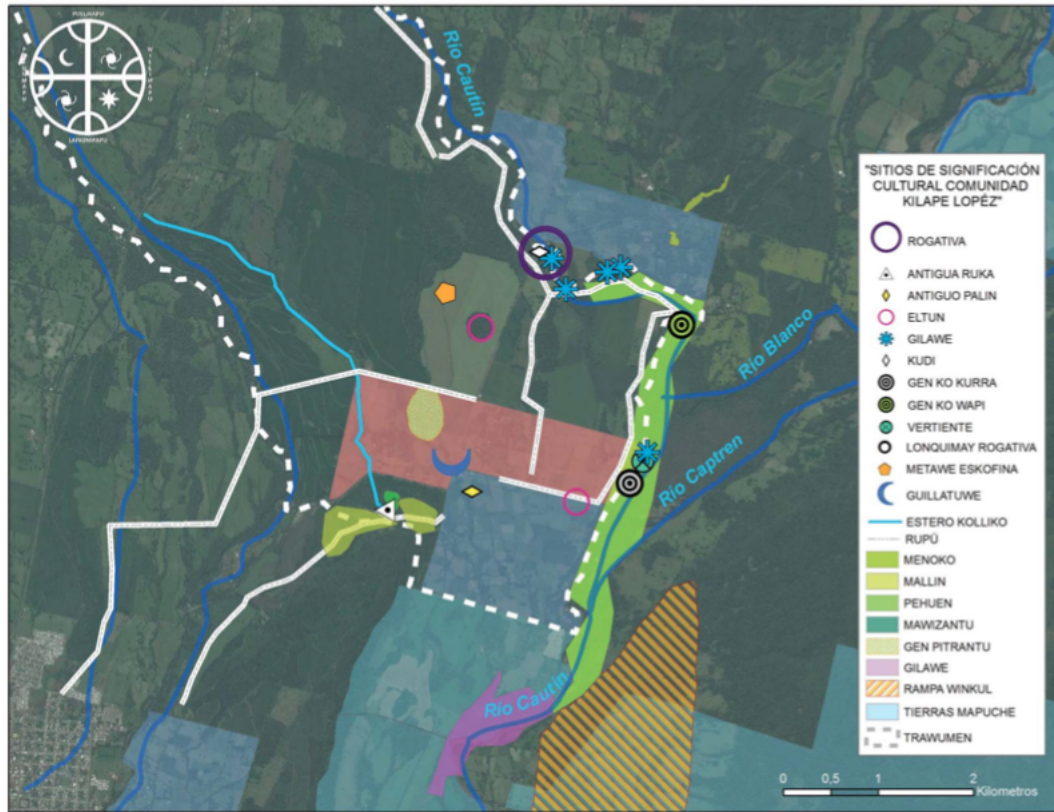 Río Cautín
Río Blanco
Río Captren
Río Cautín
"SITIOS DE SIGNIFICACIÓN
CULTURAL COMUNIDAD
KILAPE LOPÉZ"
ROGATIVA
ANTIGUA RUKA
ANTIGUO PALIN
ELTUN
GILAWE
KUDI
GEN KO KURRA
GEN KO WAPI
VERTIENTE
LONQUIMAY ROGATIVA
METAWE ESKOFINA
GUILLATUWE
ESTERO KOLLIKO
RUPÜ
MENOKO
MALLIN
PEHUEN
MAWIZANTU
GEN PITRANTU
GILAWE
RAMPA WINKUL
TIERRAS MAPUCHE
TRAWUMEN
0 0,5 1 2
Kilometros